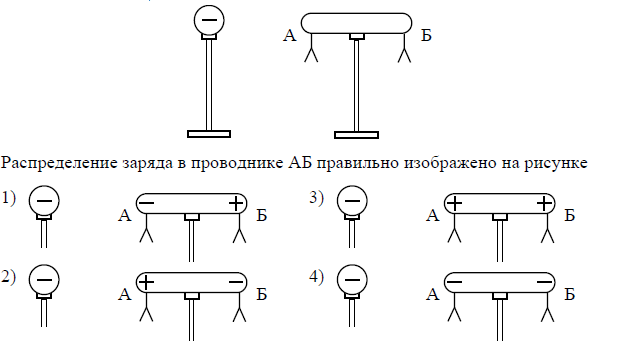 А Б
Распределение заряда в проводнике АБ правильно изображено на рисунке
1) − А − + Б
3) − А + + Б
2) − А + − Б
4) − А − − Б